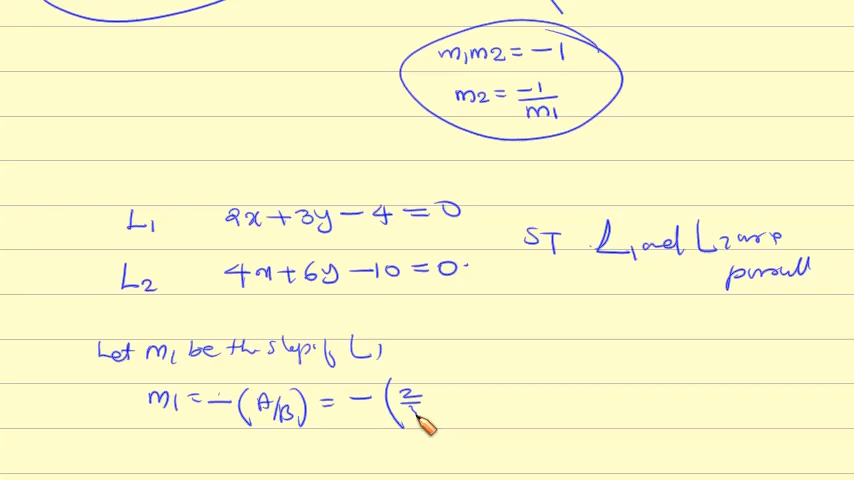 m₁m2 = -1
m2 = -1/m1
L₁ 2x+3y-4=0
ST L₁ and L₂ are parallel
L2 4x+6y-10=0.
Let m₁ be the slope of L₁
m₁ = -(A/B) = -(2/